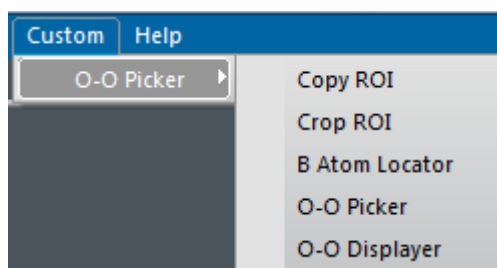 Custom Help
O-O Picker
Copy ROI
Crop ROI
B Atom Locator
O-O Picker
O-O Displayer